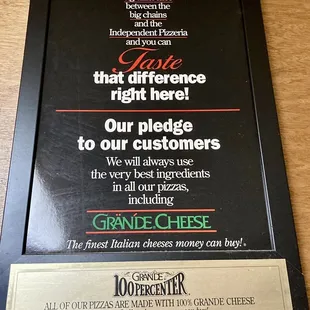 between the
big chains
and the
Independent Pizzeria
and you can
Taste
that difference
right here!
Our pledge
to our customers
We will always use
the very best ingredients
in all our pizzas,
including
GRANDE CHEESE
The finest Italian cheeses money can buy!®
GRANDE
100PERCENTER
ALL OF OUR PIZZAS ARE MADE WITH 100% GRANDE CHEESE